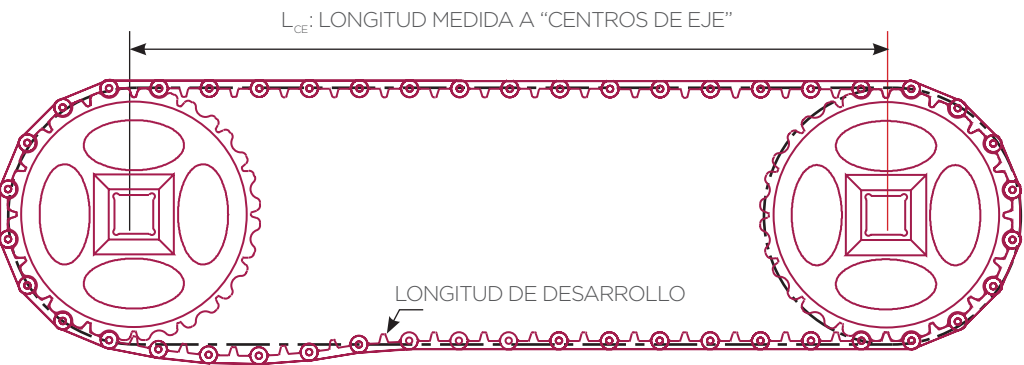 LCE: LONGITUD MEDIDA A “CENTROS DE EJE”
LONGITUD DE DESARROLLO